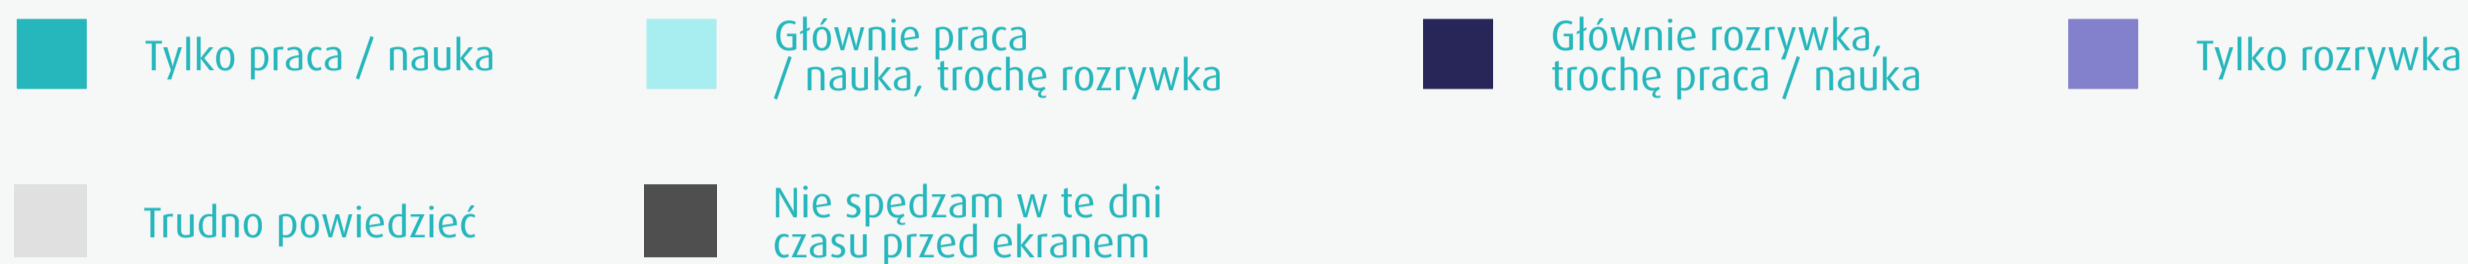 Tylko praca / nauka
Głównie praca
/ nauka, trochę rozrywka
Głównie rozrywka,
trochę praca / nauka
Tylko rozrywka
Trudno powiedzieć
Nie spędzam w te dni
czasu przed ekranem